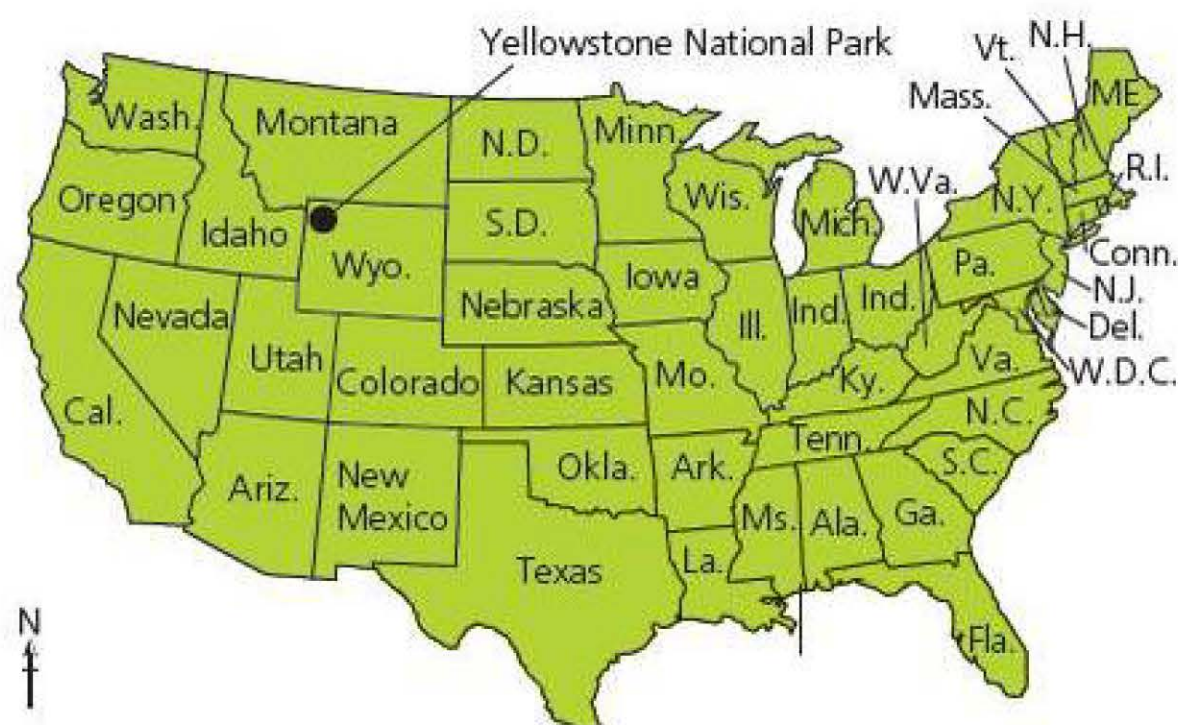 Yellowstone National Park
Vt.
N.H.
Mass.
ME
Wash.
Montana
N.D.
Minn.
R.I.
Oregon
Idaho
S.D.
Wis.
W.Va.
N.Y.
Mich.
Wyo.
Conn.
Pa.
Iowa
N.J.
Nevada
Nebraska
Ill.
Ind.
Ind.
Del.
Utah
Colorado
Kansas
Mo.
Ky.
Va.
W.D.C.
Cal.
N.C.
Tenn.
S.C.
Ariz.
New
Mexico
Okla.
Ark.
Ms.
Ala.
Ga.
Texas
La.
Fla.
N